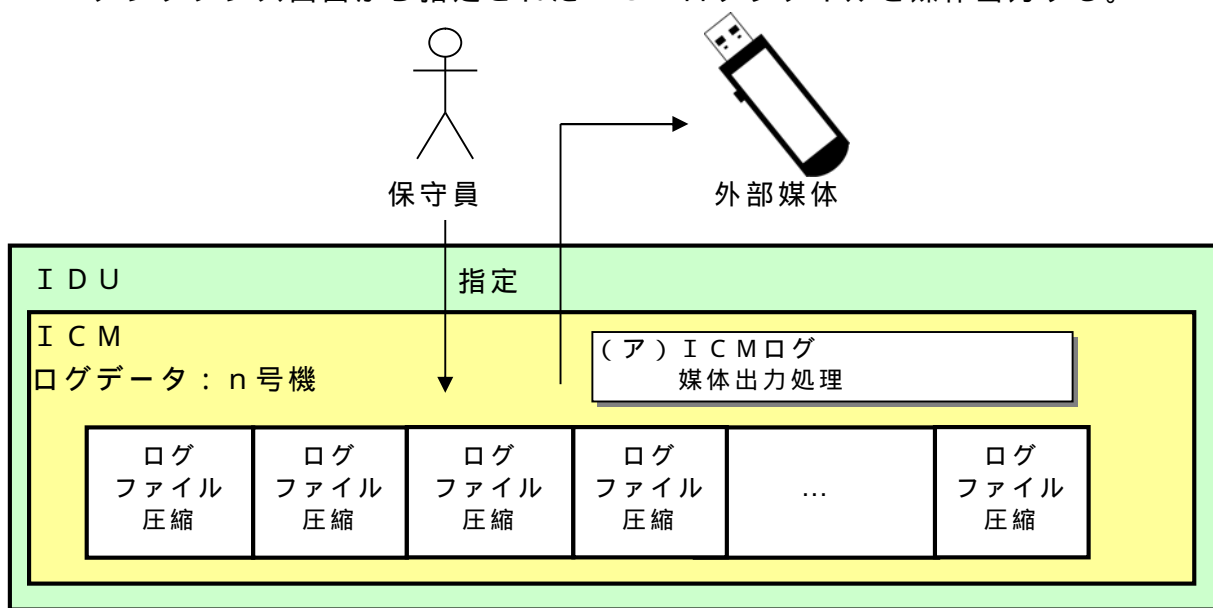 保守員
外部媒体
ＩＤＵ
指定
ＩＣＭ
ログデータ：ｎ号機
（ア）ＩＣＭログ
媒体出力処理
ログ
ファイル
圧縮
ログ
ファイル
圧縮
ログ
ファイル
圧縮
ログ
ファイル
圧縮
…
ログ
ファイル
圧縮